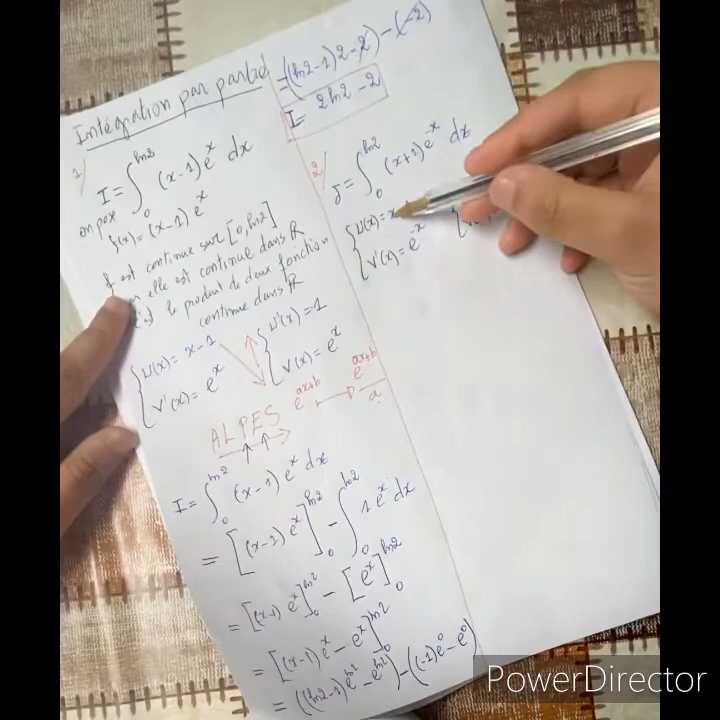 Intégration par partie
1/
I = ∫₀^{ln2} (x-1) eˣ dx
on pose
f(x) = (x-1) eˣ
f est continue sur [0, ln2]
elle est continue dans ℝ
c'est le produit de deux fonction
continue dans ℝ
{ U(x) = x-1
{ V'(x) = eˣ
{ U'(x) = 1
{ V(x) = eˣ
ALPES
e^{ax+b} ⟼ e^{ax+b}/a
I = ∫₀^{ln2} (x-1) eˣ dx
= [(x-1) eˣ]₀^{ln2} - ∫₀^{ln2} 1 eˣ dx
= [(x-1) eˣ]₀^{ln2} - [eˣ]₀^{ln2}
= [(x-1) eˣ - eˣ]₀^{ln2}
= ((ln2-1) e^{ln2} - e^{ln2}) - ((-1) e⁰ - e⁰)
= ((ln2-1) 2 - 2) - (-2)
I = 2 ln2 - 2
2/
J = ∫₀^{ln2} (x+1) e^{-x} dx
{ U(x) = x
{ V'(x) = e^{-x}
PowerDirector